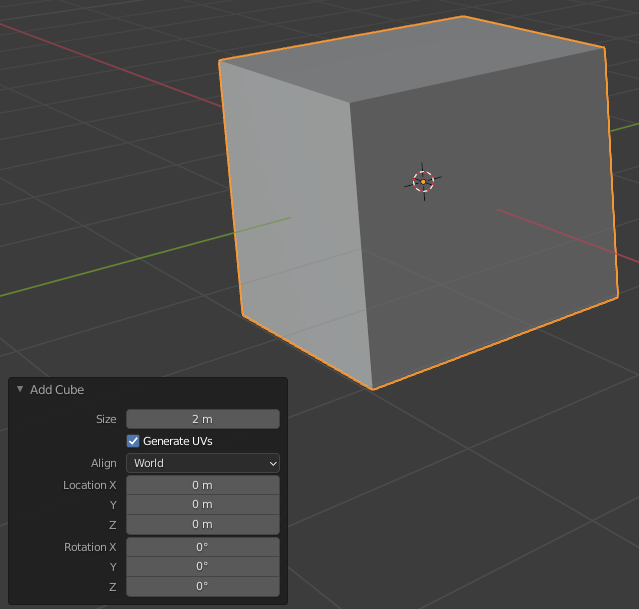 Add Cube
Size 2 m
Generate UVs
Align World
Location X 0 m
Y 0 m
Z 0 m
Rotation X 0°
Y 0°
Z 0°